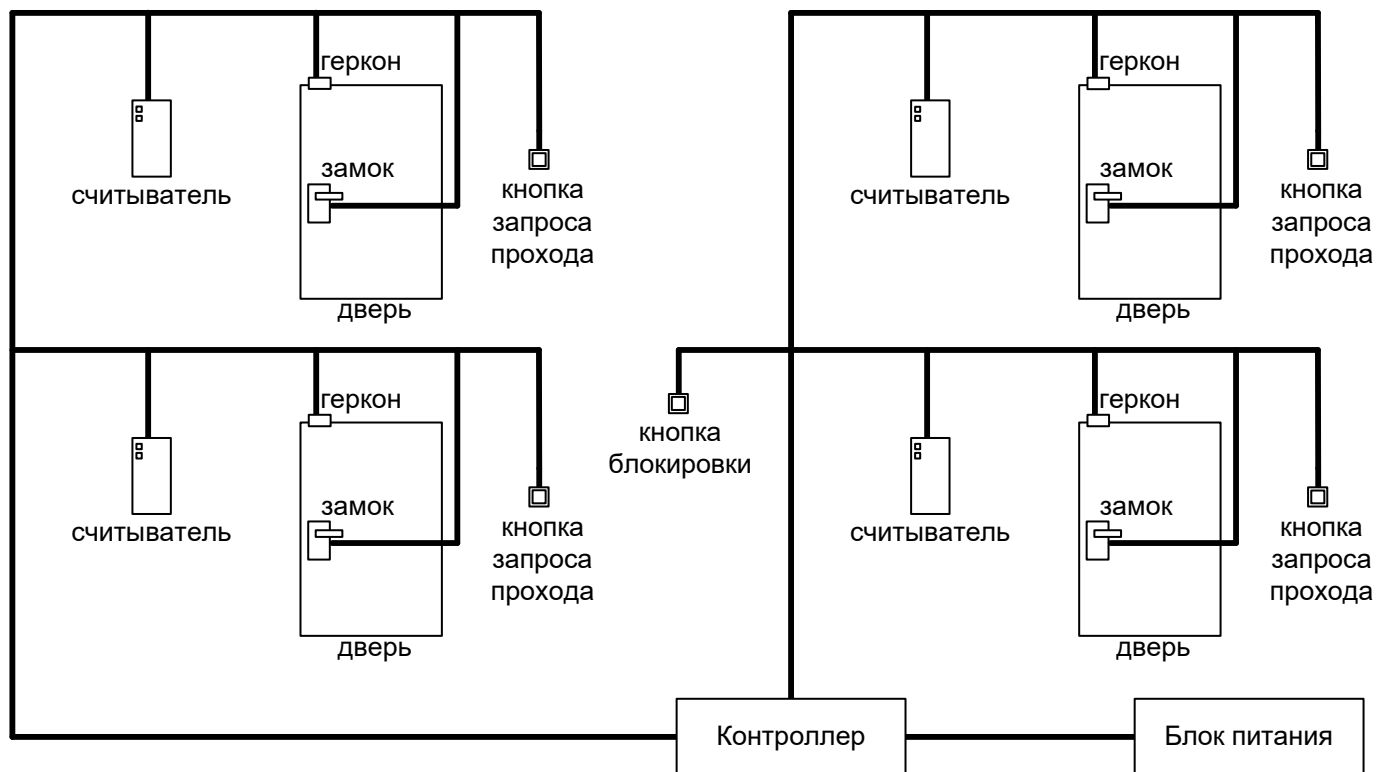 геркон
замок
считыватель
кнопка
запроса
прохода
дверь
геркон
замок
считыватель
кнопка
запроса
прохода
дверь
геркон
замок
считыватель
кнопка
запроса
прохода
дверь
кнопка
блокировки
геркон
замок
считыватель
кнопка
запроса
прохода
дверь
Контроллер
Блок питания